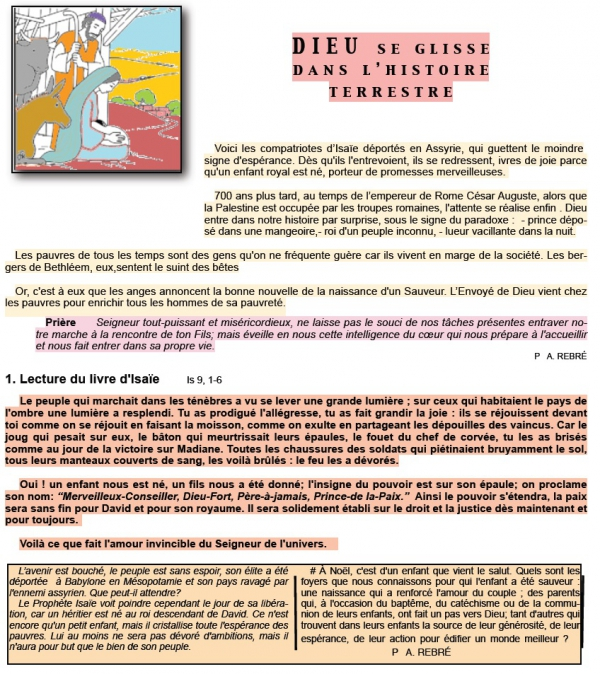 DIEU SE GLISSE
DANS L'HISTOIRE
TERRESTRE
Voici les compatriotes d'Isaïe déportés en Assyrie, qui guettent le moindre
signe d'espérance. Dès qu'ils l'entrevoient, ils se redressent, ivres de joie parce
qu'un enfant royal est né, porteur de promesses merveilleuses.
700 ans plus tard, au temps de l'empereur de Rome César Auguste, alors que
la Palestine est occupée par les troupes romaines, l'attente se réalise enfin . Dieu
entre dans notre histoire par surprise, sous le signe du paradoxe : - prince dépo-
sé dans une mangeoire,- roi d'un peuple inconnu, - lueur vacillante dans la nuit.
Les pauvres de tous les temps sont des gens qu'on ne fréquente guère car ils vivent en marge de la société. Les ber-
gers de Bethléem, eux,sentent le suint des bêtes
Or, c'est à eux que les anges annoncent la bonne nouvelle de la naissance d'un Sauveur. L'Envoyé de Dieu vient chez
les pauvres pour enrichir tous les hommes de sa pauvreté.
Prière Seigneur tout-puissant et miséricordieux, ne laisse pas le souci de nos tâches présentes entraver no-
tre marche à la rencontre de ton Fils; mais éveille en nous cette intelligence du cœur qui nous prépare à l'accueillir
et nous fait entrer dans sa propre vie.
P A. REBRÉ
1. Lecture du livre d'Isaïe Is 9, 1-6
Le peuple qui marchait dans les ténèbres a vu se lever une grande lumière ; sur ceux qui habitaient le pays de
l'ombre une lumière a resplendi. Tu as prodigué l'allégresse, tu as fait grandir la joie : ils se réjouissent devant
toi comme on se réjouit en faisant la moisson, comme on exulte en partageant les dépouilles des vaincus. Car le
joug qui pesait sur eux, le bâton qui meurtrissait leurs épaules, le fouet du chef de corvée, tu les as brisés
comme au jour de la victoire sur Madiane. Toutes les chaussures des soldats qui piétinaient bruyamment le sol,
tous leurs manteaux couverts de sang, les voilà brûlés : le feu les a dévorés.
Oui ! un enfant nous est né, un fils nous a été donné; l'insigne du pouvoir est sur son épaule; on proclame
son nom: “Merveilleux-Conseiller, Dieu-Fort, Père-à-jamais, Prince-de la-Paix.” Ainsi le pouvoir s'étendra, la paix
sera sans fin pour David et pour son royaume. Il sera solidement établi sur le droit et la justice dès maintenant et
pour toujours.
Voilà ce que fait l'amour invincible du Seigneur de l'univers.
L'avenir est bouché, le peuple est sans espoir, son élite a été
déportée à Babylone en Mésopotamie et son pays ravagé par
l'ennemi assyrien. Que peut-il attendre?
Le Prophète Isaïe voit poindre cependant le jour de sa libéra-
tion, car un héritier est né au roi descendant de David. Ce n'est
encore qu'un petit enfant, mais il cristallise toute l'espérance des
pauvres. Lui au moins ne sera pas dévoré d'ambitions, mais il
n'aura pour but que le bien de son peuple.
# À Noël, c'est d'un enfant que vient le salut. Quels sont les
foyers que nous connaissons pour qui l'enfant a été sauveur :
une naissance qui a renforcé l'amour du couple ; des parents
qui, à l'occasion du baptême, du catéchisme ou de la commu-
nion de leurs enfants, ont fait un pas vers Dieu; tant d'autres qui
trouvent dans leurs enfants la source de leur générosité, de leur
espérance, de leur action pour édifier un monde meilleur ?
P A. REBRÉ